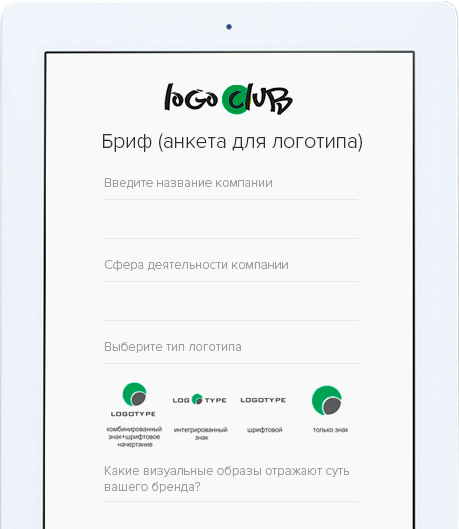 logo club
Бриф (анкета для логотипа)
Введите название компании
Сфера деятельности компании
Выберите тип логотипа
LOGOTYPE
комбинированный
знак+шрифтовое
начертание
LOG TYPE
интегрированный
знак
LOGOTYPE
шрифтовой
только знак
Какие визуальные образы отражают суть
вашего бренда?